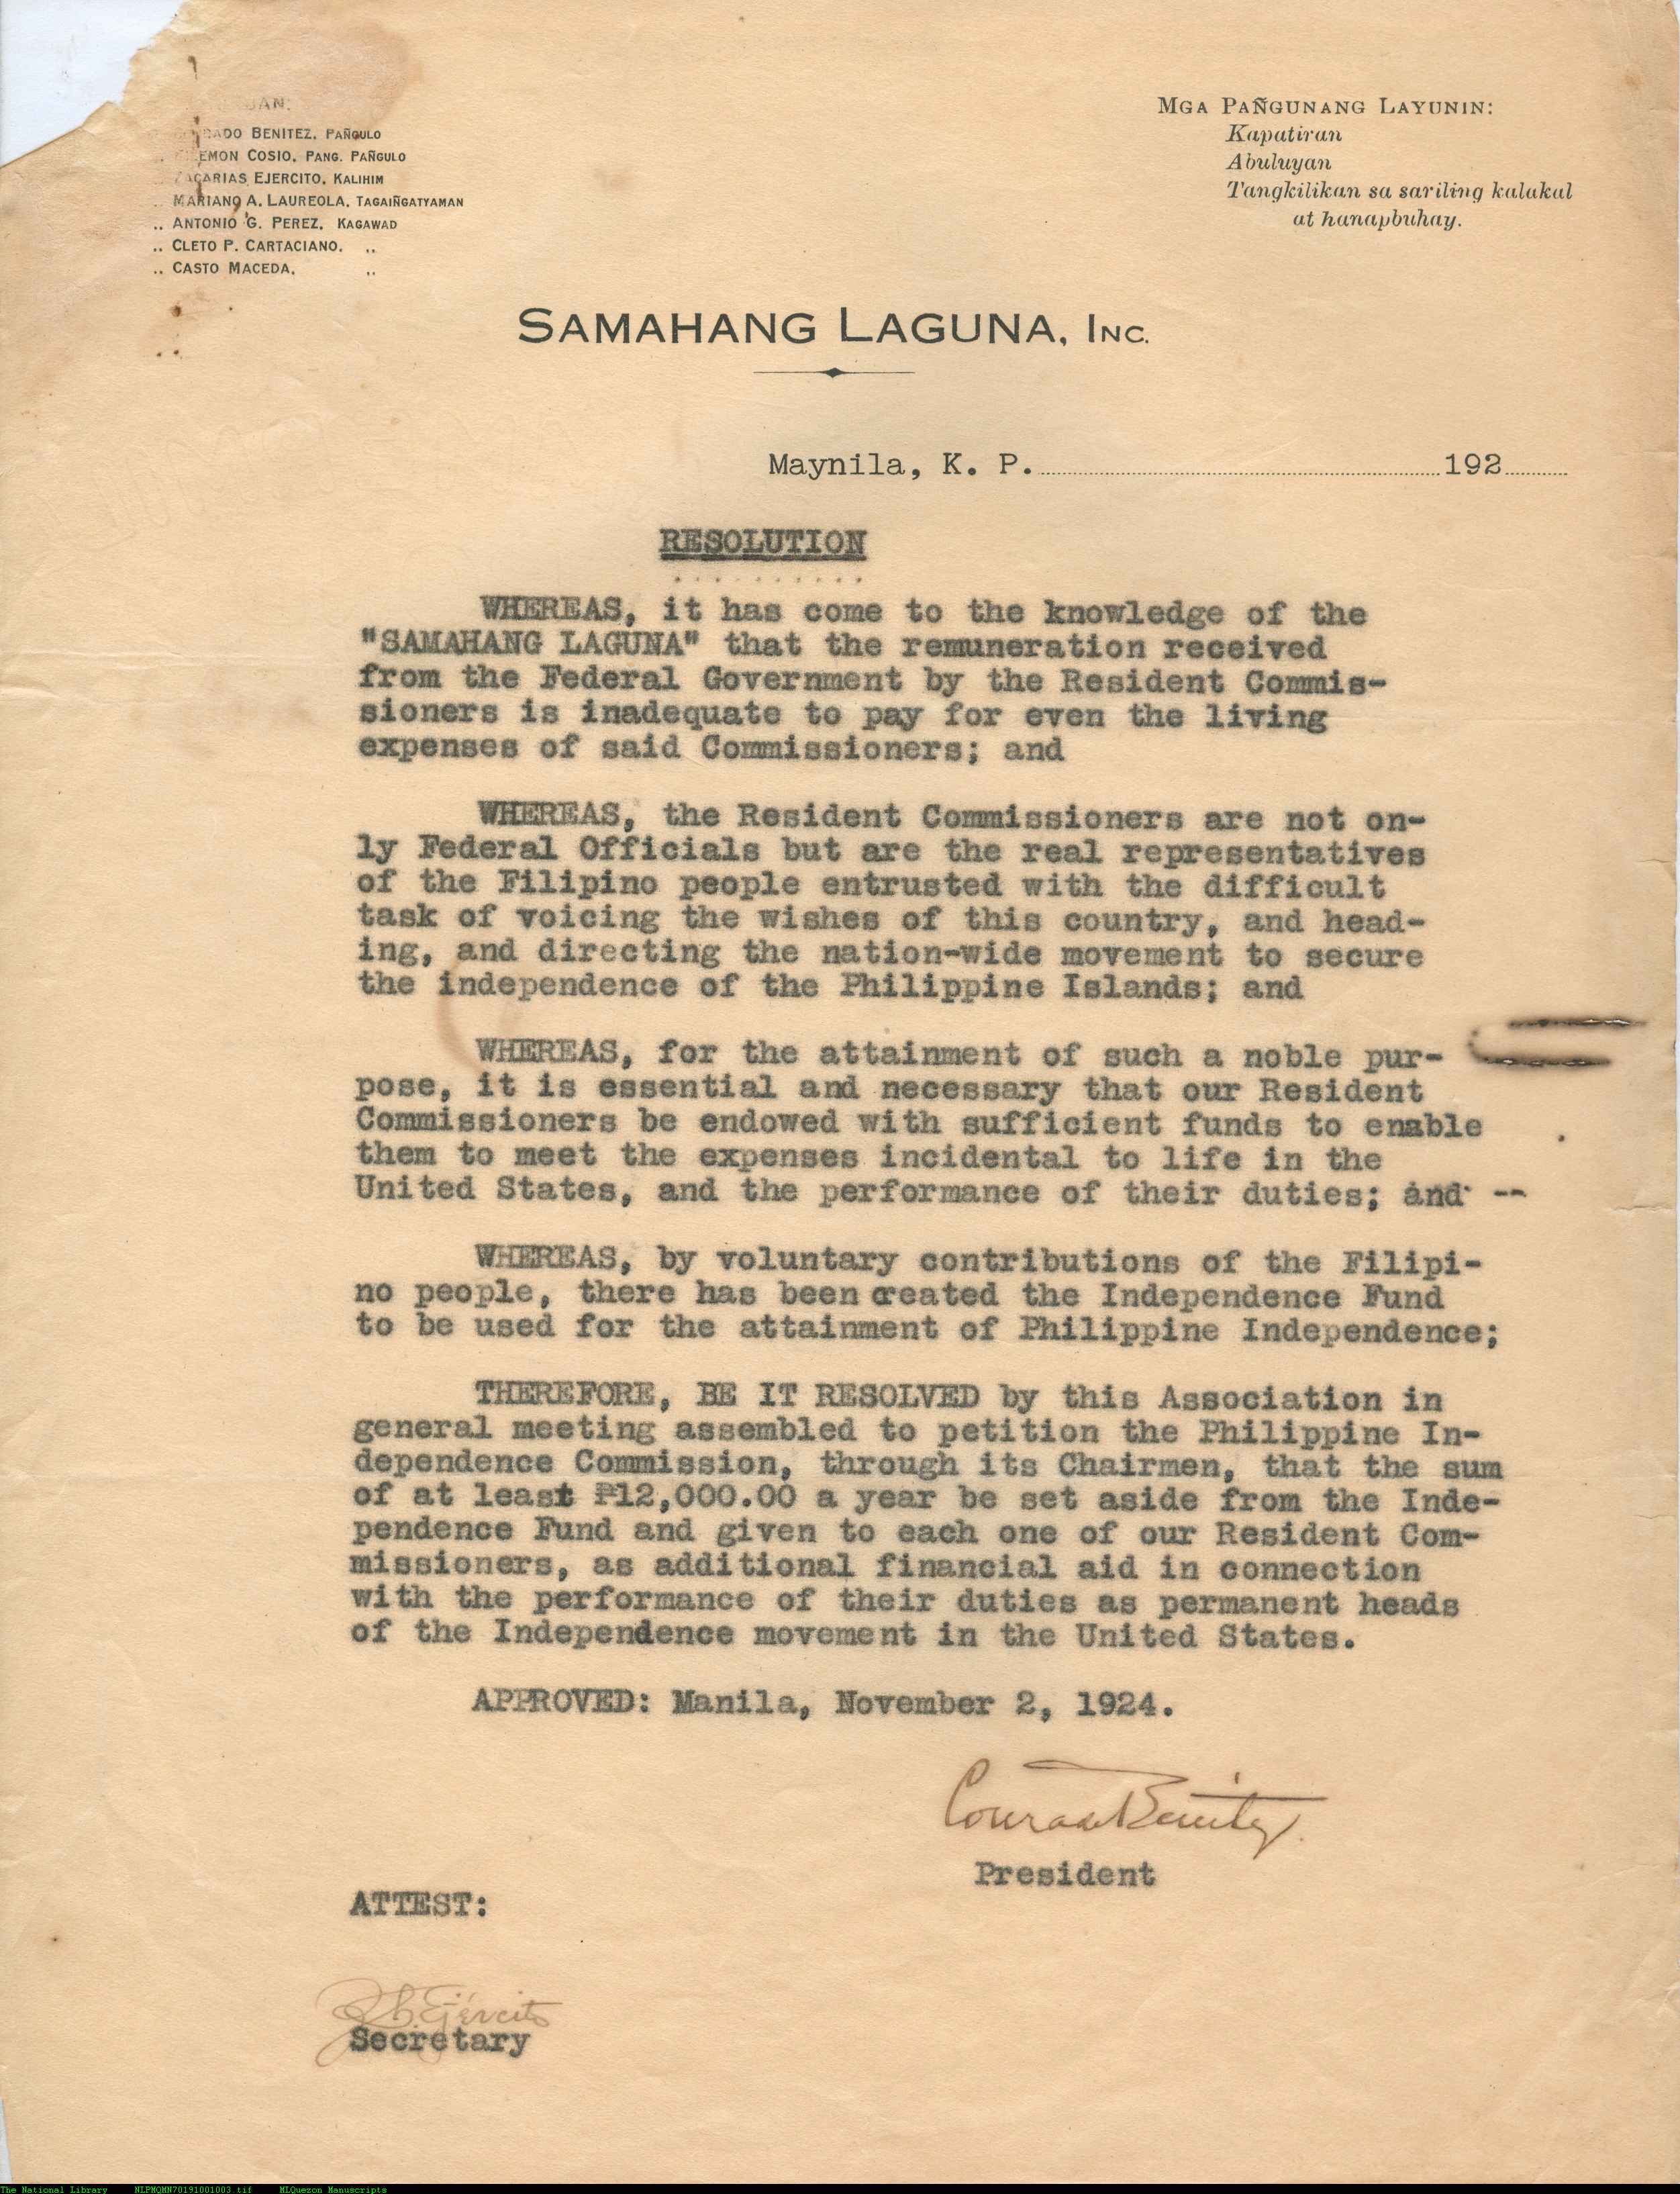 JAN:
RADO BENITEZ, PAÑGULO
EMON COSIO, PANG. PAÑGULO
ZACARIAS EJERCITO, KALIHIM
.. MARIANO A. LAUREOLA, TAGAIÑGATYAMAN
.. ANTONIO G. PEREZ, KAGAWAD
.. CLETO P. CARTACIANO, ..
.. CASTO MACEDA, ..
MGA PAÑGUNANG LAYUNIN:
Kapatiran
Abuluyan
Tangkilikan sa sariling kalakal
at hanapbuhay.
SAMAHANG LAGUNA, INC.
Maynila, K. P. 192
RESOLUTION
WHEREAS, it has come to the knowledge of the
"SAMAHANG LAGUNA" that the remuneration received
from the Federal Government by the Resident Commis-
sioners is inadequate to pay for even the living
expenses of said Commissioners; and
WHEREAS, the Resident Commissioners are not on-
ly Federal Officials but are the real representatives
of the Filipino people entrusted with the difficult
task of voicing the wishes of this country, and head-
ing, and directing the nation-wide movement to secure
the independence of the Philippine Islands; and
WHEREAS, for the attainment of such a noble pur-
pose, it is essential and necessary that our Resident
Commissioners be endowed with sufficient funds to enable
them to meet the expenses incidental to life in the
United States, and the performance of their duties; and --
WHEREAS, by voluntary contributions of the Filipi-
no people, there has been created the Independence Fund
to be used for the attainment of Philippine Independence;
THEREFORE, BE IT RESOLVED by this Association in
general meeting assembled to petition the Philippine In-
dependence Commission, through its Chairmen, that the sum
of at least ₱12,000.00 a year be set aside from the Inde-
pendence Fund and given to each one of our Resident Com-
missioners, as additional financial aid in connection
with the performance of their duties as permanent heads
of the Independence movement in the United States.
APPROVED: Manila, November 2, 1924.
Conrado Benitez
President
ATTEST:
Z. C. Ejército
Secretary
The National Library NLPMQMN70191001003.tif MLQuezon Manuscripts